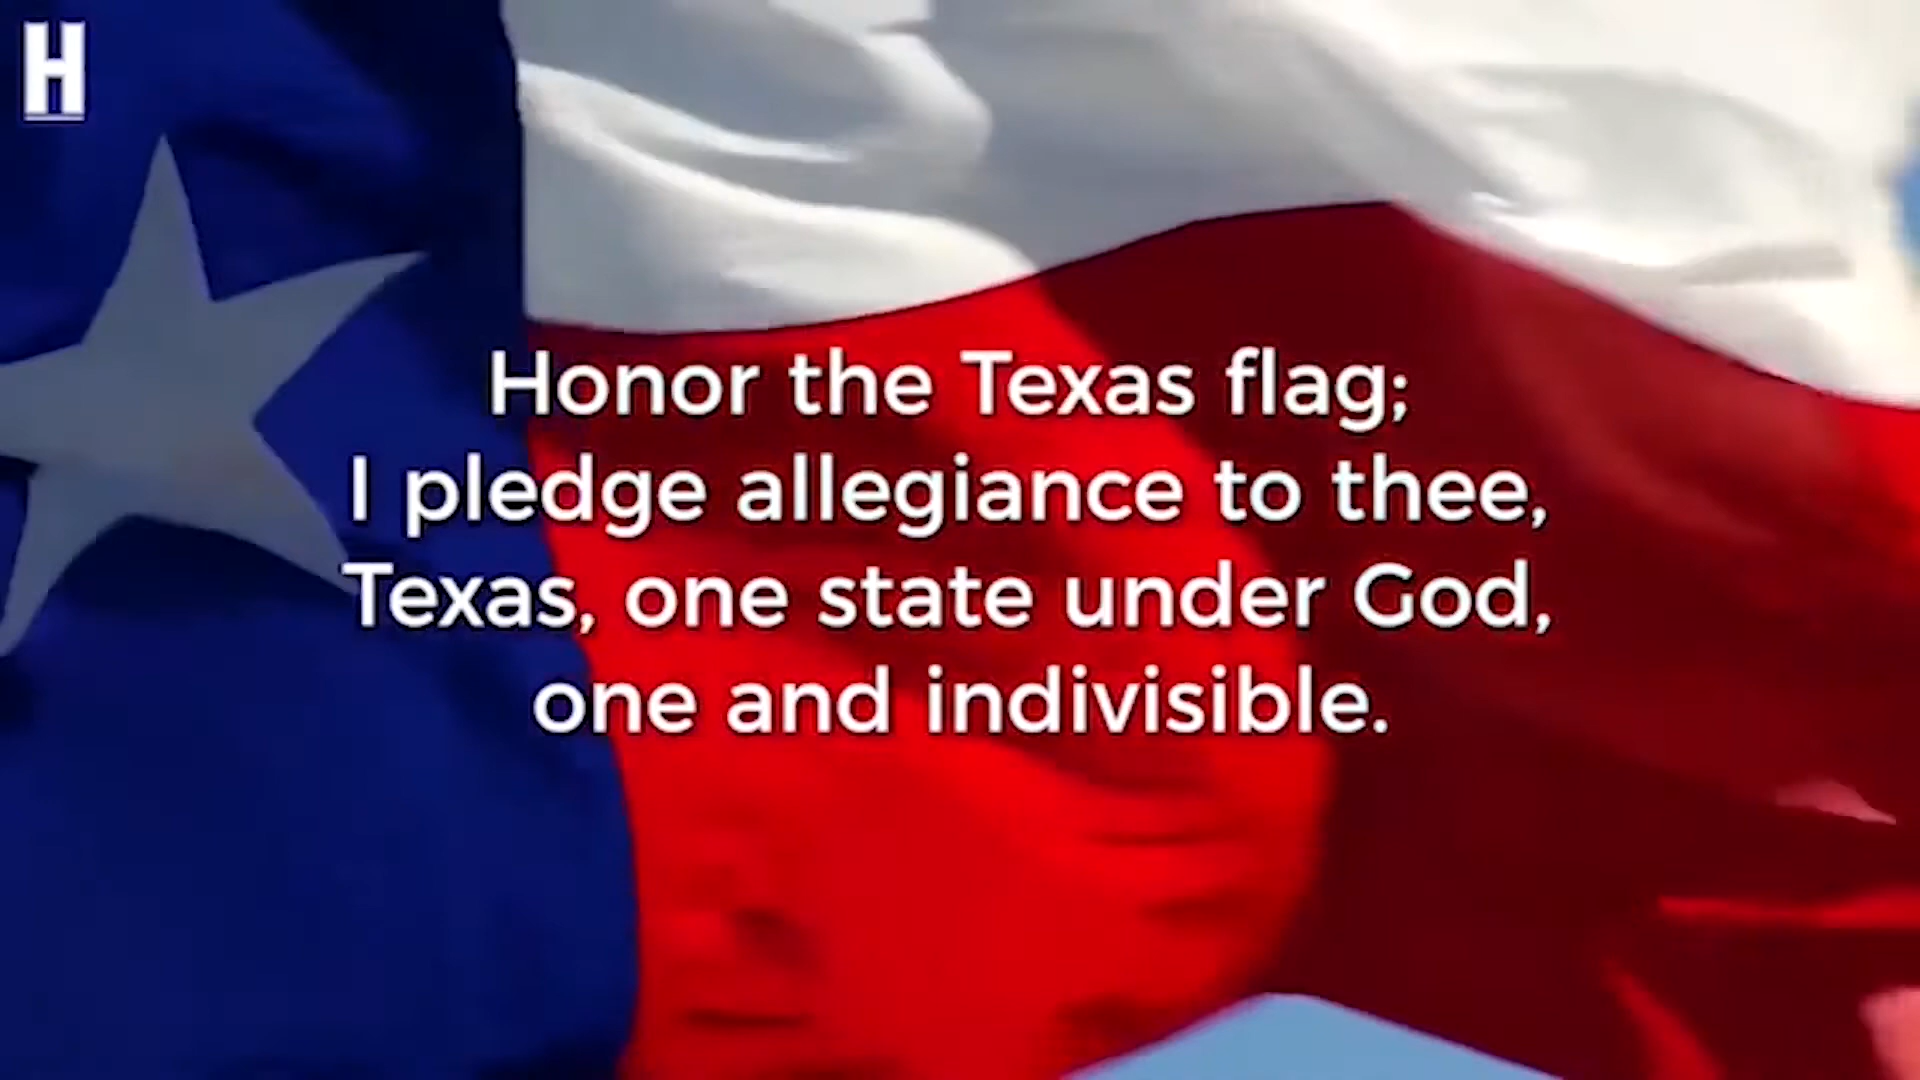 H
Honor the Texas flag;
I pledge allegiance to thee,
Texas, one state under God,
one and indivisible.